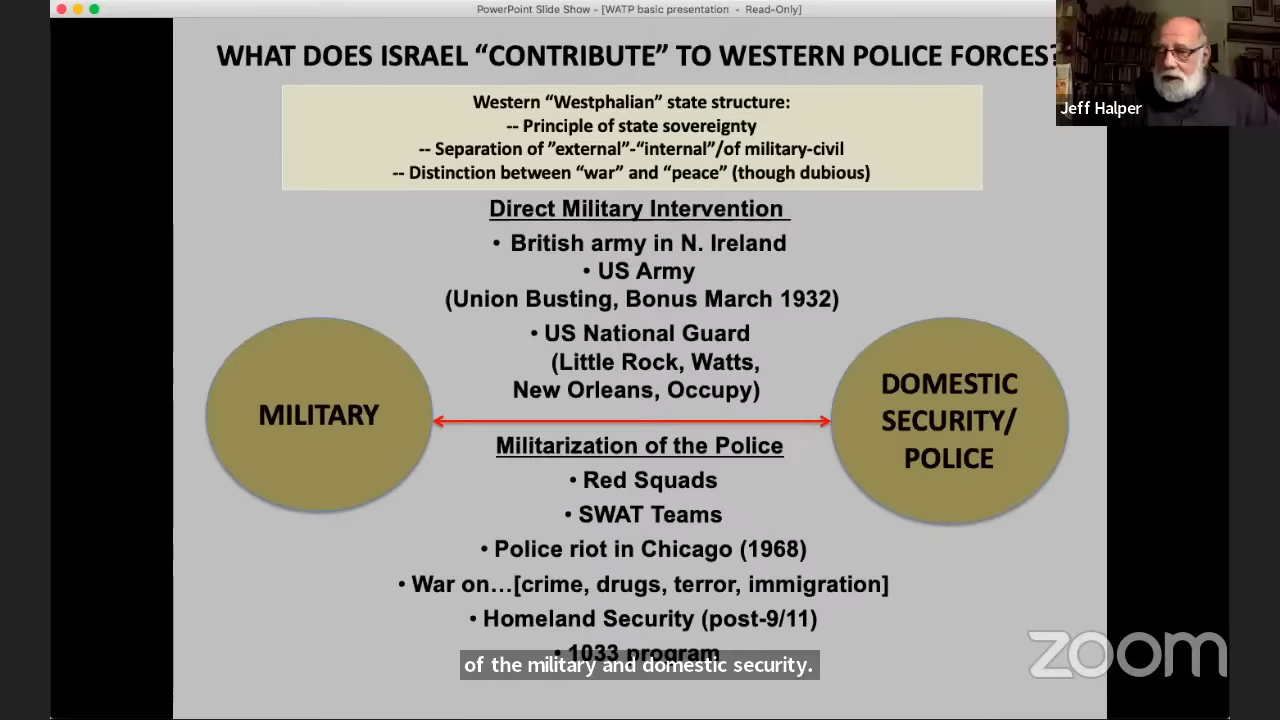 PowerPoint Slide Show - [WATP basic presentation - Read-Only]
WHAT DOES ISRAEL “CONTRIBUTE” TO WESTERN POLICE FORCES?
Jeff Halper
Western “Westphalian” state structure:
-- Principle of state sovereignty
-- Separation of ”external”-“internal”/of military-civil
-- Distinction between “war” and “peace” (though dubious)
Direct Military Intervention
• British army in N. Ireland
• US Army
(Union Busting, Bonus March 1932)
• US National Guard
(Little Rock, Watts,
New Orleans, Occupy)
MILITARY
DOMESTIC
SECURITY/
POLICE
Militarization of the Police
• Red Squads
• SWAT Teams
• Police riot in Chicago (1968)
• War on…[crime, drugs, terror, immigration]
• Homeland Security (post-9/11)
• 1033 program
of the military and domestic security.
zoom